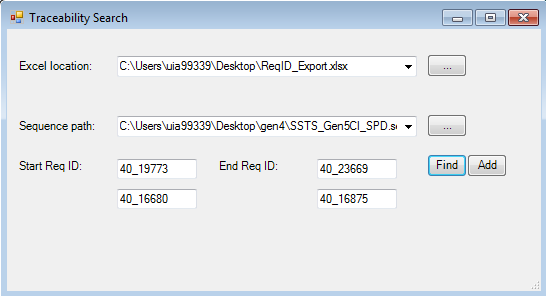 Traceability Search
Excel location: C:\Users\uia99339\Desktop\ReqID_Export.xlsx ...
Sequence path: C:\Users\uia99339\Desktop\gen4\SSTS_Gen5CI_SPD.se ...
Start Req ID: 40_19773 End Req ID: 40_23669 Find Add
40_16680 40_16875